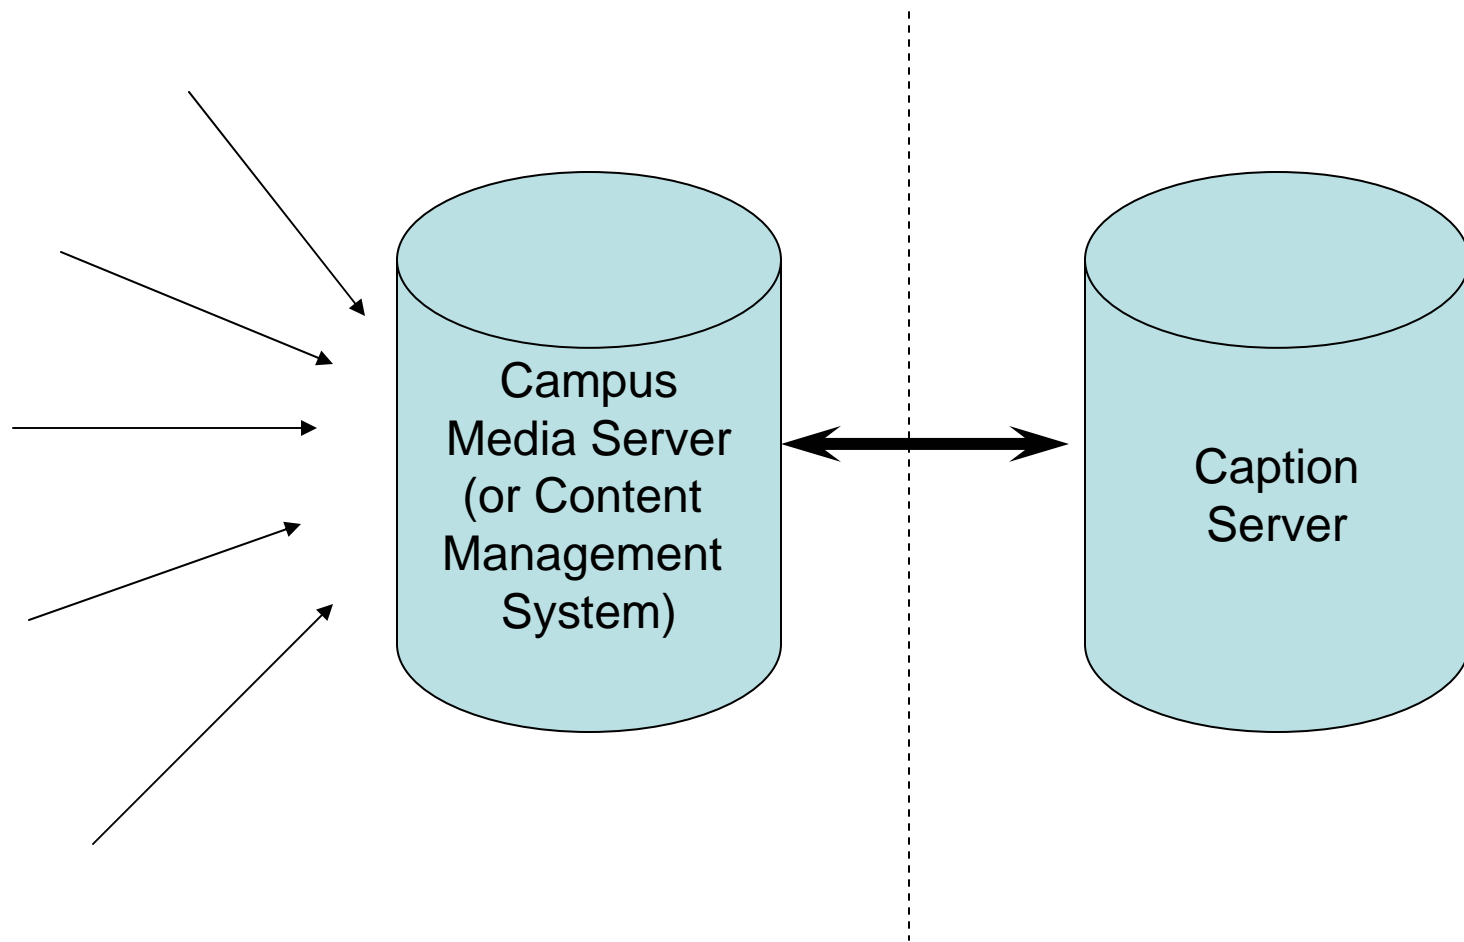 Campus
Media Server
(or Content
Management
System)
Caption
Server